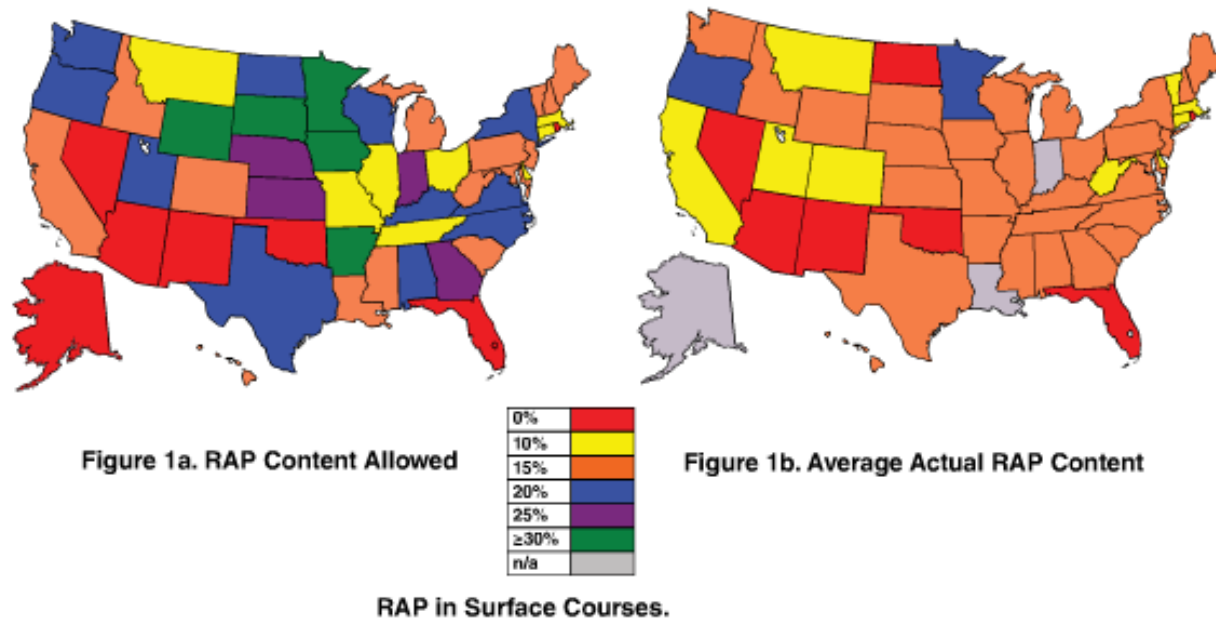 Figure 1a. RAP Content Allowed
0%
10%
15%
20%
25%
≥30%
n/a
Figure 1b. Average Actual RAP Content
RAP in Surface Courses.